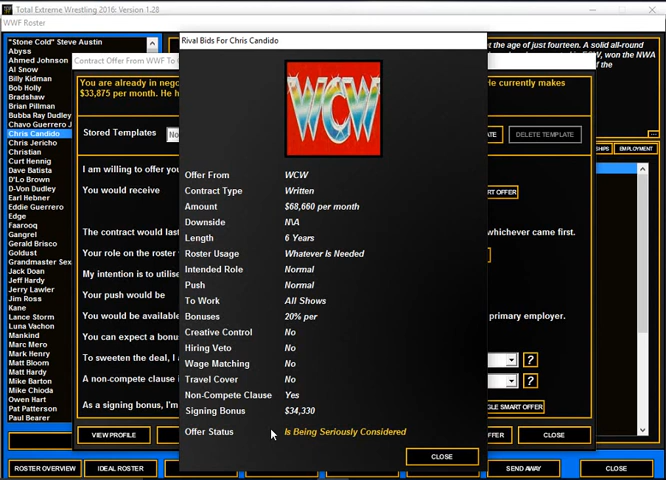 Total Extreme Wrestling 2016: Version 1.28
WWF Roster
"Stone Cold" Steve Austin
Abyss
Ahmed Johnson
Al Snow
Billy Kidman
Bob Holly
Bradshaw
Brian Pillman
Bubba Ray Dudley
Chavo Guerrero J
Chris Candido
Chris Jericho
Christian
Curt Hennig
Dave Batista
D'Lo Brown
D-Von Dudley
Earl Hebner
Eddie Guerrero
Edge
Faarooq
Gangrel
Gerald Brisco
Goldust
Grandmaster Sex
Jack Doan
Jeff Hardy
Jerry Lawler
Jim Ross
Kane
Lance Storm
Luna Vachon
Mankind
Marc Mero
Mark Henry
Matt Bloom
Matt Hardy
Mike Barton
Mike Chioda
Owen Hart
Pat Patterson
Paul Bearer
the age of just fourteen. A solid all-round
won the NWA
of the
Contract Offer From WWF To
You are already in nego
$33,875 per month. He h
He currently makes
Stored Templates
No
ATE
DELETE TEMPLATE
I am willing to offer you
You would receive
RT OFFER
The contract would last
whichever came first.
Your role on the roster
My intention is to utilise
Your push would be
You would be available
primary employer.
You can expect a bonus
To sweeten the deal, I a
?
A non-compete clause i
?
As a signing bonus, I'm
GLE SMART OFFER
VIEW PROFILE
FFER
CLOSE
SHIPS
EMPLOYMENT
Rival Bids For Chris Candido
WCW
Offer From WCW
Contract Type Written
Amount $68,660 per month
Downside N\A
Length 6 Years
Roster Usage Whatever Is Needed
Intended Role Normal
Push Normal
To Work All Shows
Bonuses 20% per
Creative Control No
Hiring Veto No
Wage Matching No
Travel Cover No
Non-Compete Clause Yes
Signing Bonus $34,330
Offer Status Is Being Seriously Considered
CLOSE
ROSTER OVERVIEW
IDEAL ROSTER
SEND AWAY
CLOSE